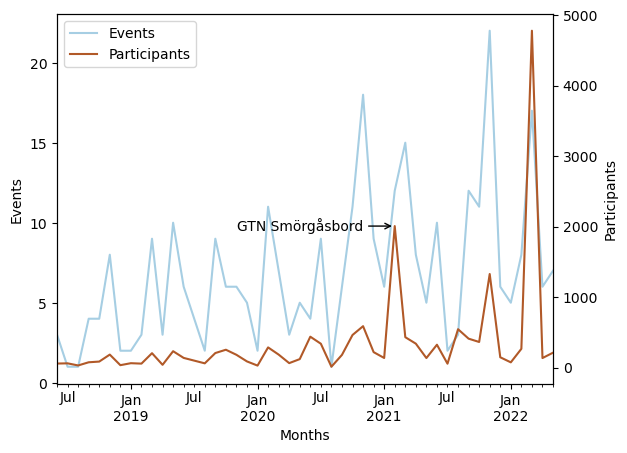 Events
Participants
20
15
10
5
0
Events
5000
4000
3000
2000
1000
0
Participants
GTN Smörgåsbord
Jul Jan Jul Jan Jul Jan Jul Jan
2019 2020 2021 2022
Months